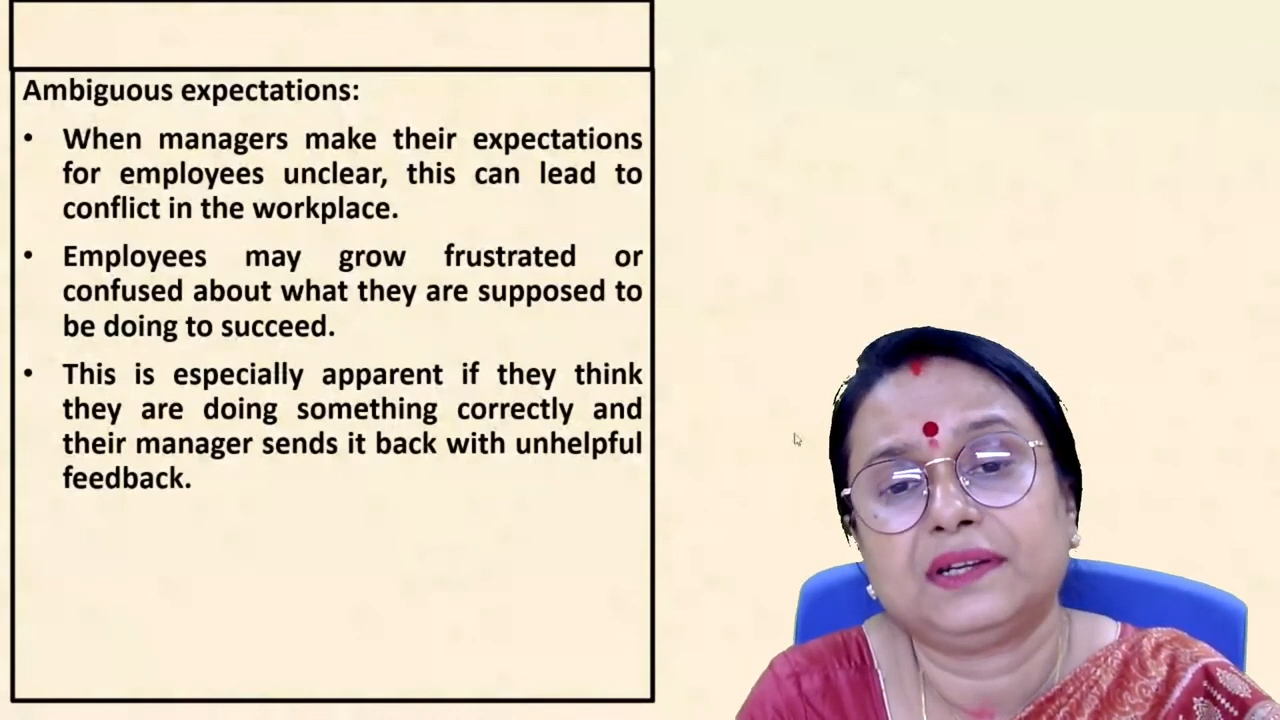 Ambiguous expectations:
• When managers make their expectations
for employees unclear, this can lead to
conflict in the workplace.
• Employees may grow frustrated or
confused about what they are supposed to
be doing to succeed.
• This is especially apparent if they think
they are doing something correctly and
their manager sends it back with unhelpful
feedback.